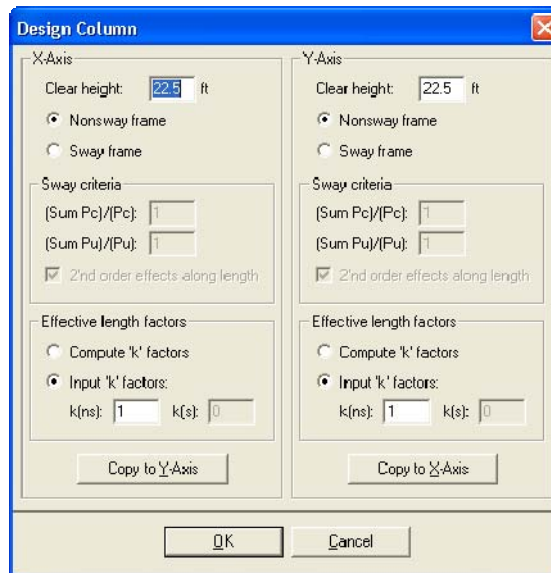 Design Column
X-Axis
Clear height: 22.5 ft
Nonsway frame
Sway frame
Sway criteria
(Sum Pc)/(Pc): 1
(Sum Pu)/(Pu): 1
2'nd order effects along length
Effective length factors
Compute 'k' factors
Input 'k' factors:
k(ns): 1 k(s): 0
Copy to Y-Axis
Y-Axis
Clear height: 22.5 ft
Nonsway frame
Sway frame
Sway criteria
(Sum Pc)/(Pc): 1
(Sum Pu)/(Pu): 1
2'nd order effects along length
Effective length factors
Compute 'k' factors
Input 'k' factors:
k(ns): 1 k(s): 0
Copy to X-Axis
OK
Cancel